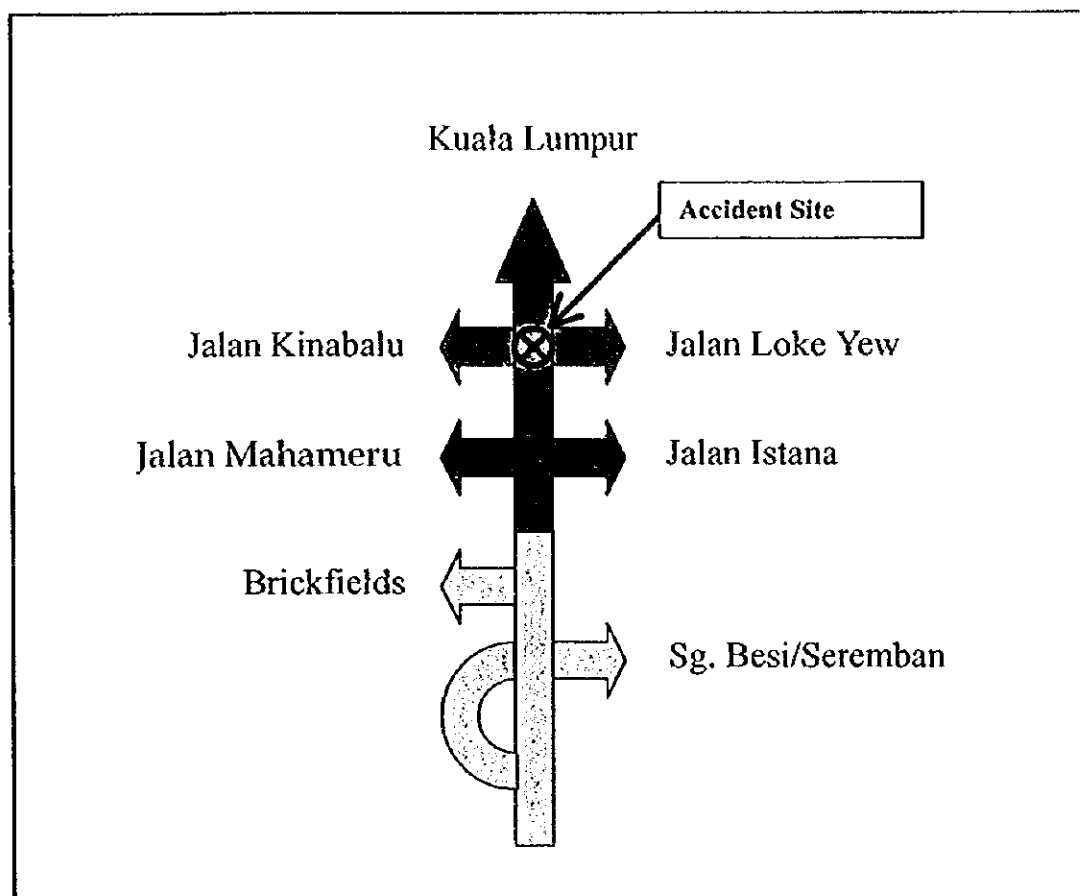 Kuala Lumpur
Accident Site
Jalan Kinabalu
Jalan Loke Yew
Jalan Mahameru
Jalan Istana
Brickfields
Sg. Besi/Seremban